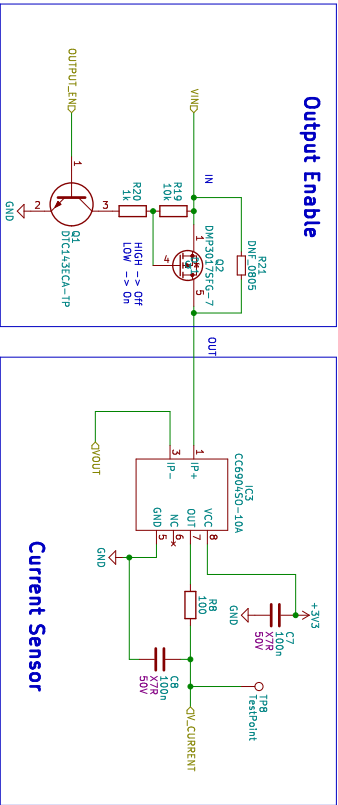 Output Enable
OUTPUT_EN
VIN
IN
R21
DNF_0805
R19
10k
R20
1k
1
Q2
DMP3017SFG-7
4
5
HIGH -> Off
LOW -> On
1
2
3
Q1
DTC143ECA-TP
GND
OUT
Current Sensor
IC3
CC6904SO-10A
1
IP+
3
IP-
VOUT
VCC
8
OUT
7
NC
6
GND
5
GND
+3V3
C7
100n
X7R
50V
GND
R8
100
C8
100n
X7R
50V
TP8
TestPoint
V_CURRENT